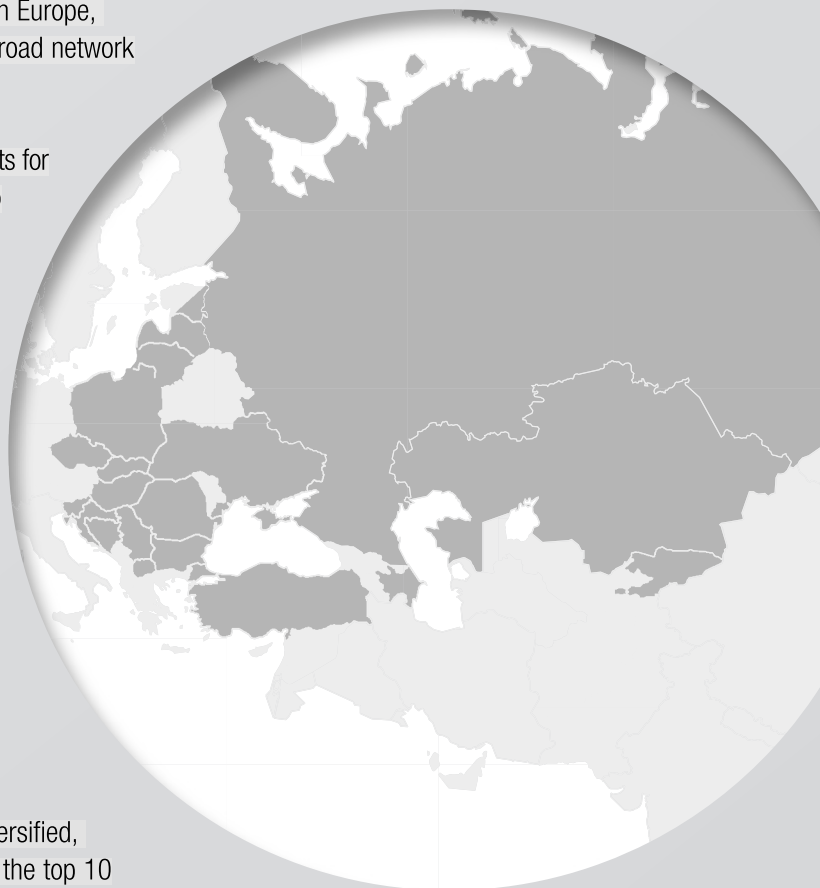 n Europe,
road network
ts for
ersified,
the top 10